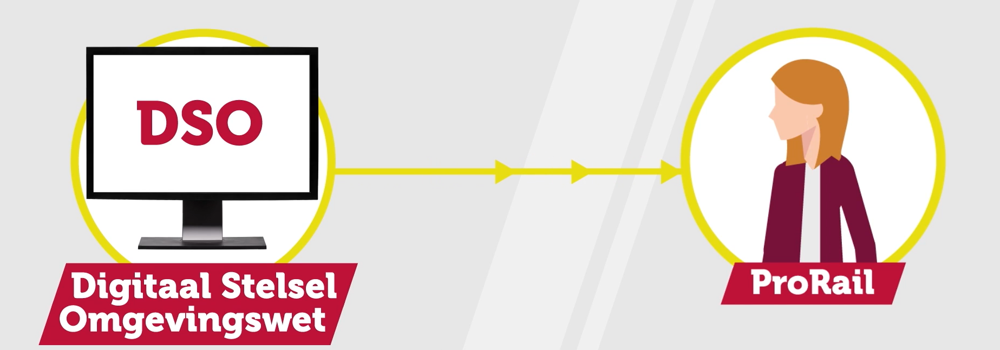 DSO
Digitaal Stelsel
Omgevingswet
ProRail